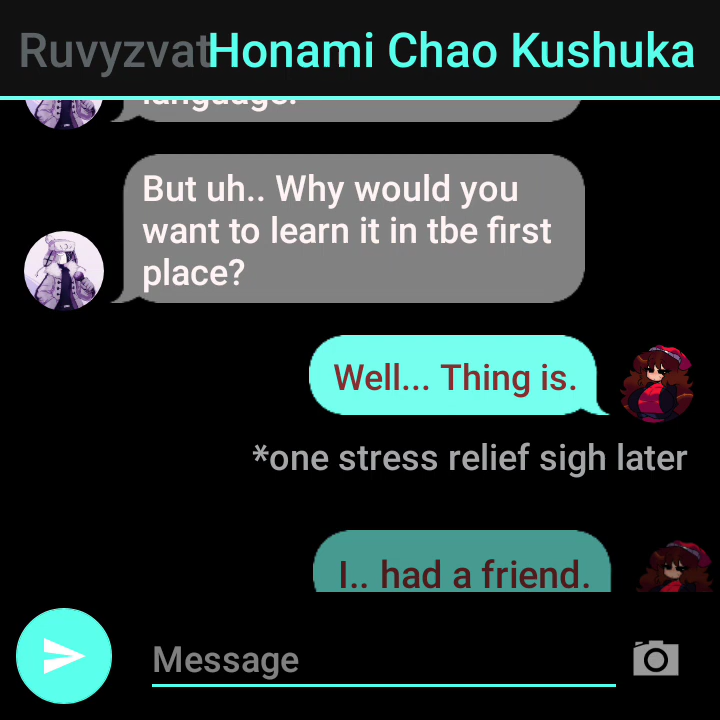 Ruvyzvat Honami Chao Kushuka
language.
But uh.. Why would you
want to learn it in tbe first
place?
Well... Thing is.
*one stress relief sigh later
I.. had a friend.
Message